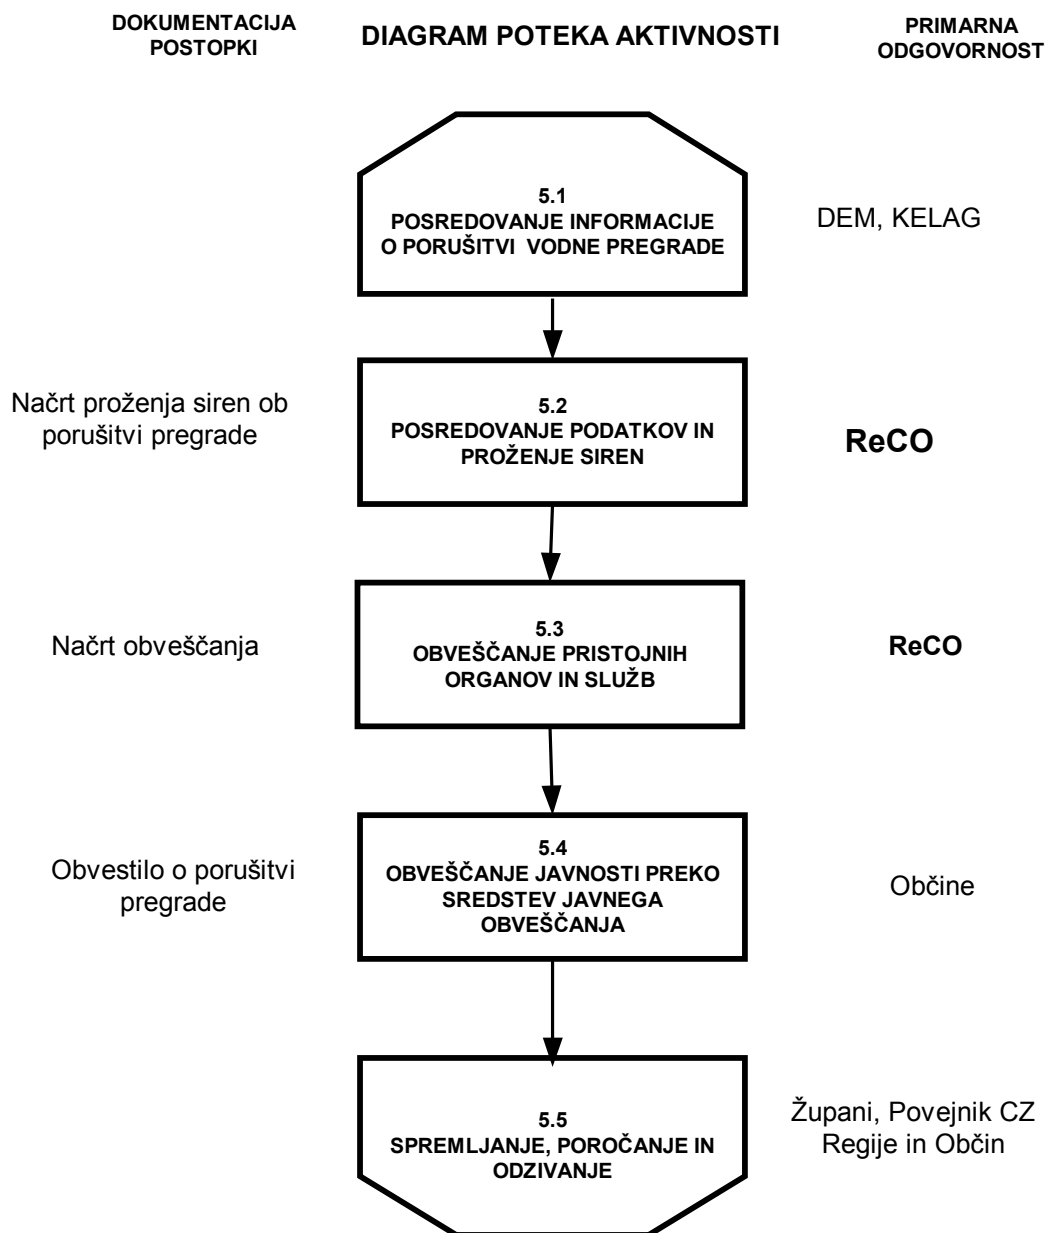 DOKUMENTACIJA
POSTOPKI
DIAGRAM POTEKA AKTIVNOSTI
PRIMARNA
ODGOVORNOST
5.1
POSREDOVANJE INFORMACIJE
O PORUŠITVI VODNE PREGRADE
DEM, KELAG
Načrt proženja siren ob
porušitvi pregrade
5.2
POSREDOVANJE PODATKOV IN
PROŽENJE SIREN
ReCO
Načrt obveščanja
5.3
OBVEŠČANJE PRISTOJNIH
ORGANOV IN SLUŽB
ReCO
Obvestilo o porušitvi
pregrade
5.4
OBVEŠČANJE JAVNOSTI PREKO
SREDSTEV JAVNEGA
OBVEŠČANJA
Občine
5.5
SPREMLJANJE, POROČANJE IN
ODZIVANJE
Župani, Povejnik CZ
Regije in Občin